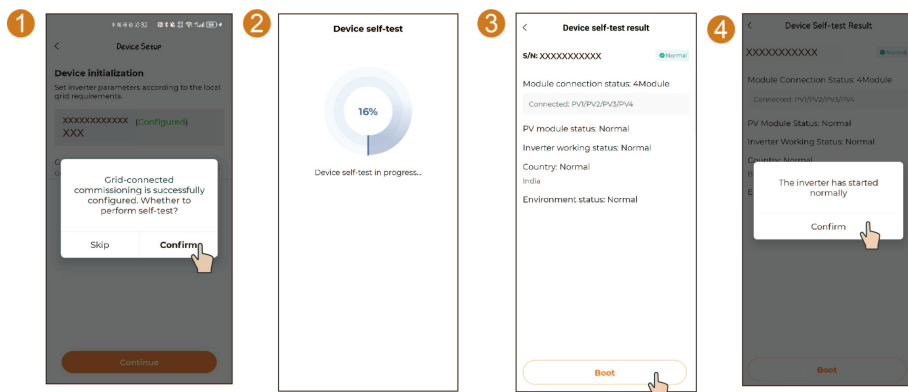 1
Device Setup
Device initialization
Set inverter parameters according to the local
grid requirements.
XXXXXXXXXXXX (Configured)
XXX
Grid-connected
commissioning is successfully
configured. Whether to
perform self-test?
Skip
Confirm
Continue
2
Device self-test
16%
Device self-test in progress...
3
Device self-test result
S/N: XXXXXXXXXXX
Normal
Module connection status: 4Module
Connected: PV1/PV2/PV3/PV4
PV module status: Normal
Inverter working status: Normal
Country: Normal
India
Environment status: Normal
Boot
4
Device Self-test Result
XXXXXXXXXXX
Normal
Module Connection Status: 4Module
Connected: PV1/PV2/PV3/PV4
PV Module Status: Normal
Inverter Working Status: Normal
Country: Normal
The inverter has started
normally
Confirm
Boot